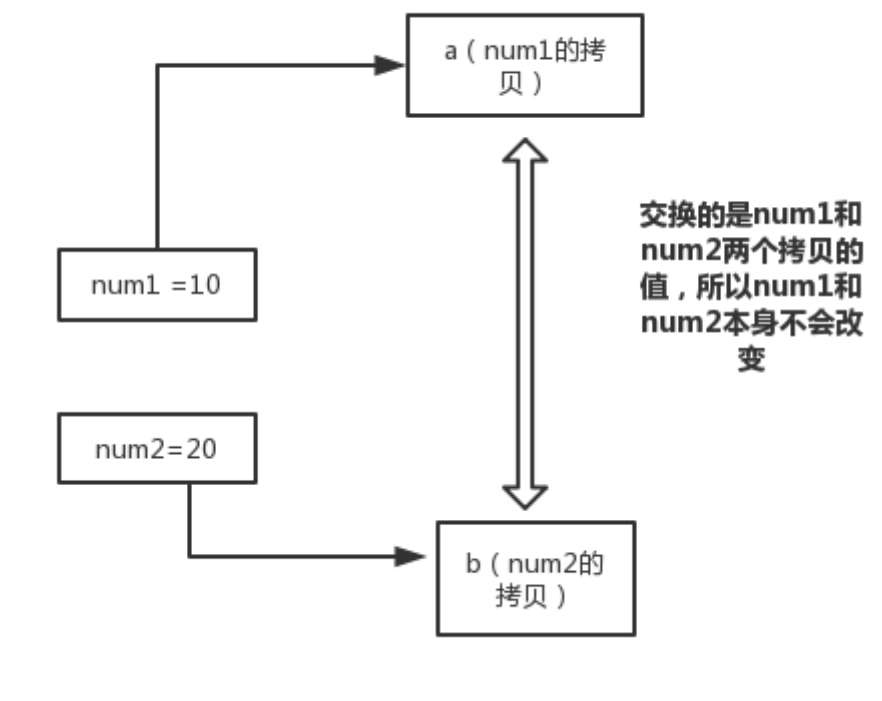 a（num1的拷
贝）
num1 =10
交换的是num1和
num2两个拷贝的
值，所以num1和
num2本身不会改
变
num2=20
b（num2的
拷贝）